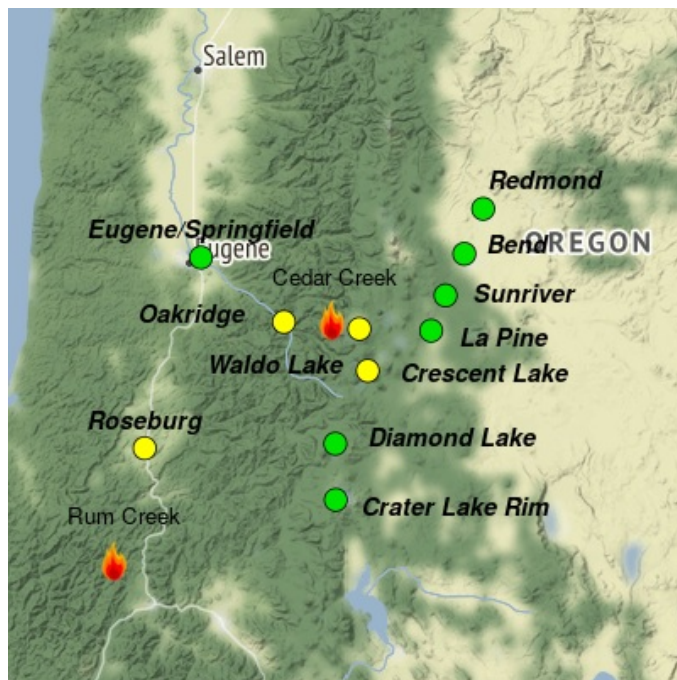 Salem
Redmond
Eugene/Springfield
Eugene
Bend
OREGON
Cedar Creek
Sunriver
Oakridge
La Pine
Waldo Lake
Crescent Lake
Roseburg
Diamond Lake
Crater Lake Rim
Rum Creek